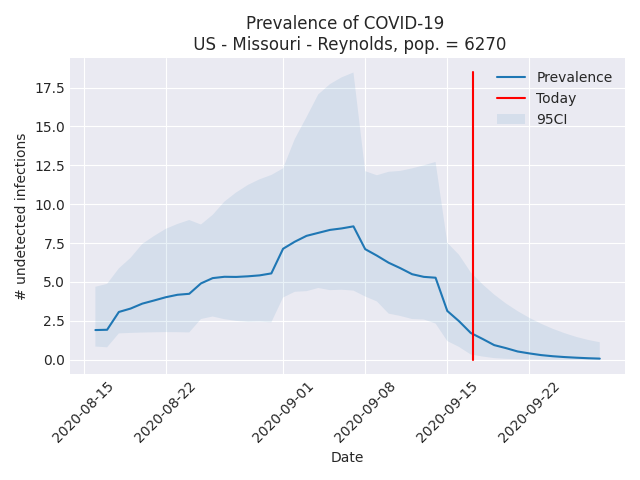 Prevalence of COVID-19
US - Missouri - Reynolds, pop. = 6270
Prevalence
Today
95CI
# undetected infections
17.5
15.0
12.5
10.0
7.5
5.0
2.5
0.0
2020-08-15
2020-08-22
2020-09-01
2020-09-08
2020-09-15
2020-09-22
Date